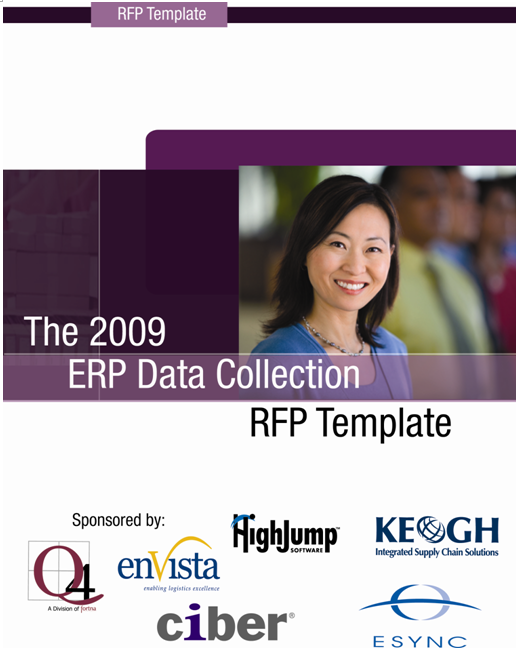 RFP Template
The 2009
ERP Data Collection
RFP Template
Sponsored by:
HighJump™
SOFTWARE
KEOGH
Integrated Supply Chain Solutions
Q4
A Division of fortna
enVista
enabling logistics excellence
ciber®
ESYNC